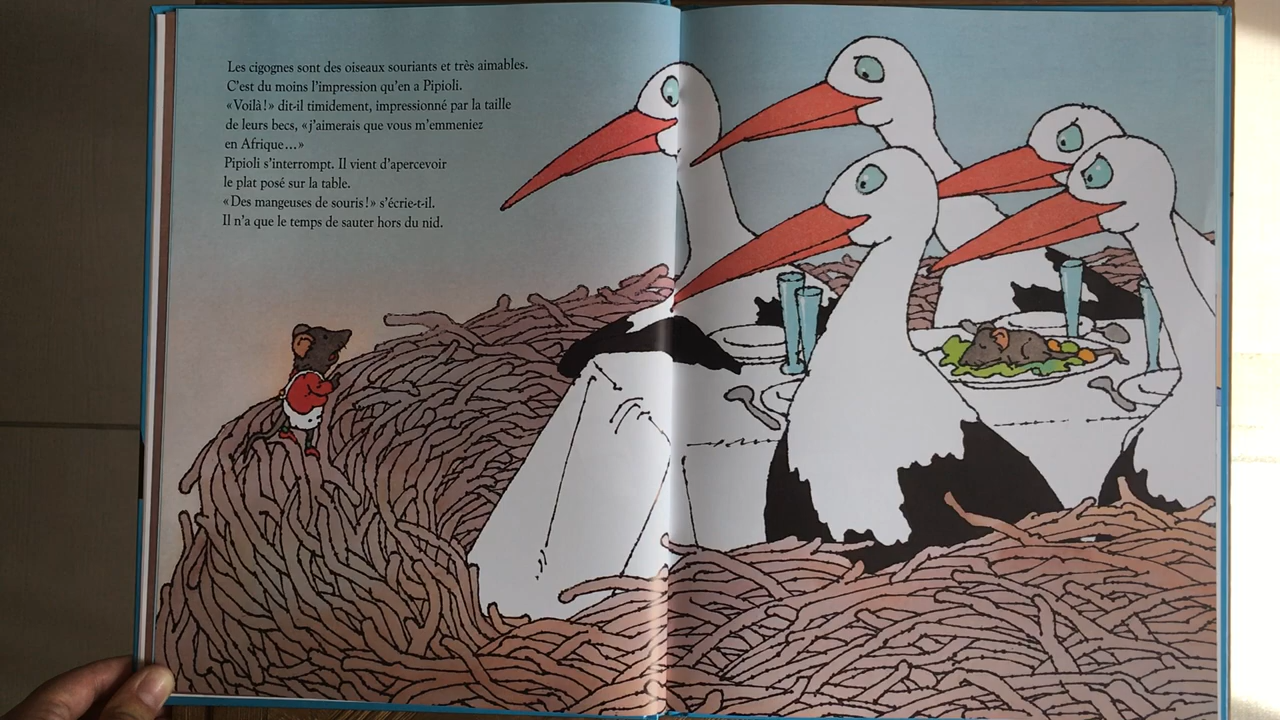 Les cigognes sont des oiseaux souriants et très aimables.
C'est du moins l'impression qu'en a Pipioli.
«Voilà!» dit-il timidement, impressionné par la taille
de leurs becs, «j'aimerais que vous m'emmeniez
en Afrique...»
Pipioli s'interrompt. Il vient d'apercevoir
le plat posé sur la table.
«Des mangeuses de souris!» s'écrie-t-il.
Il n'a que le temps de sauter hors du nid.